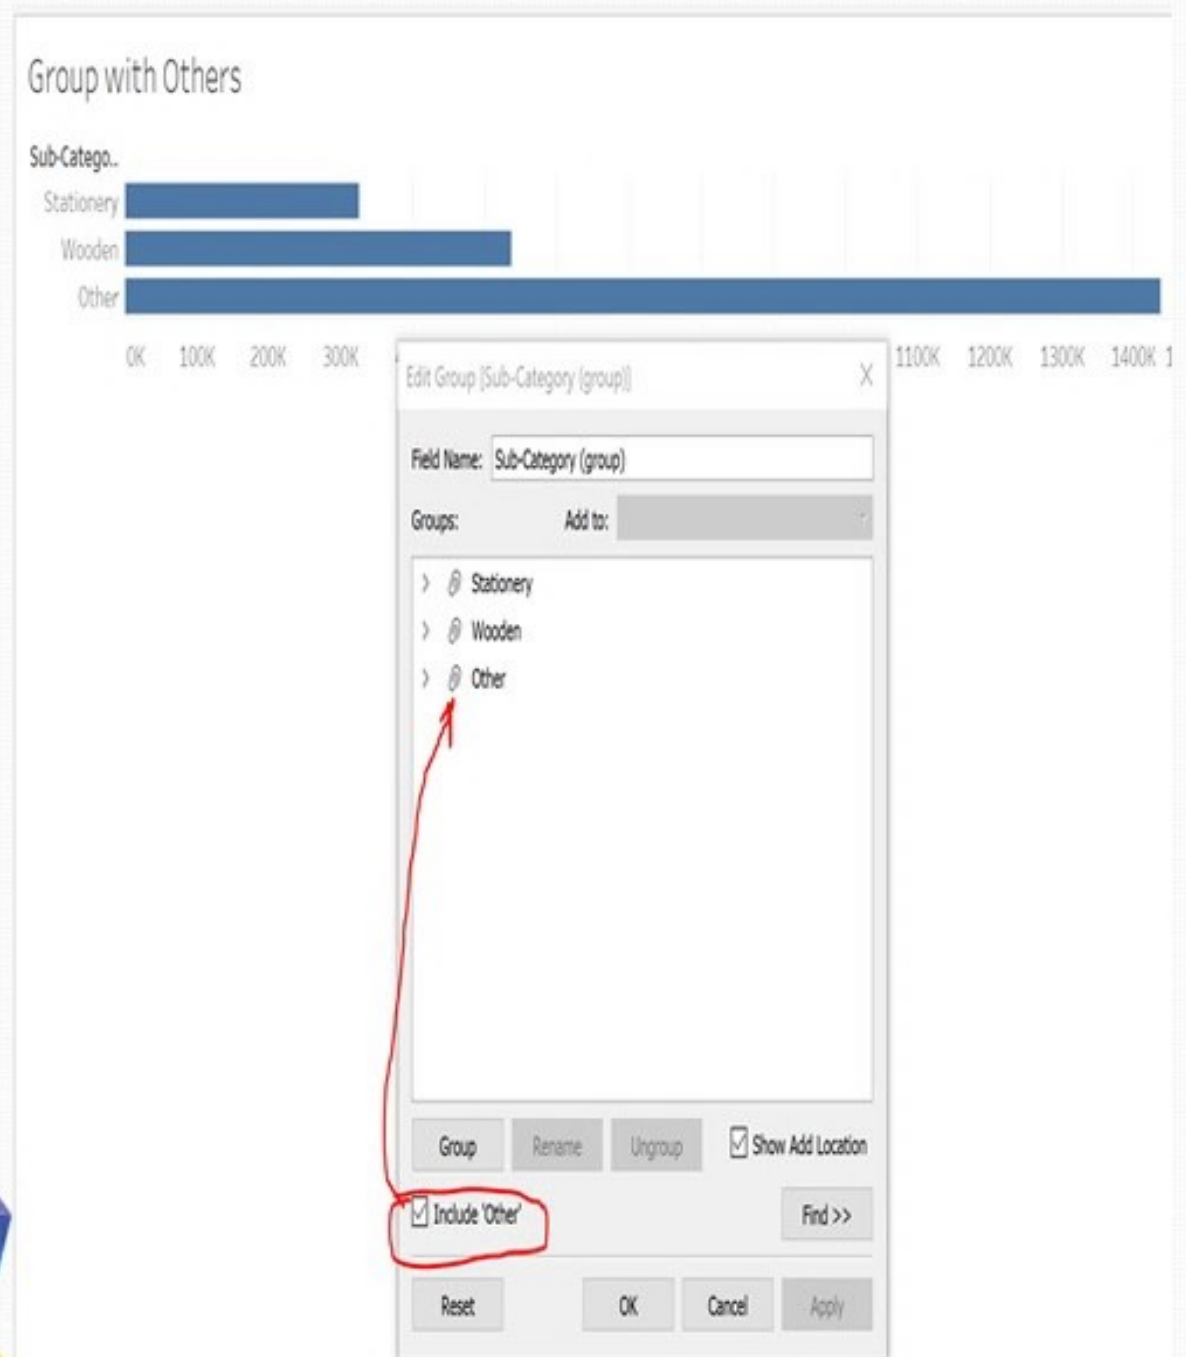 Group with Others
Sub-Catego..
Stationery
Wooden
Other
0K 100K 200K 300K 1100K 1200K 1300K 1400K 1
Edit Group [Sub-Category (group)] X
Field Name: Sub-Category (group)
Groups: Add to:
Stationery
Wooden
Other
Group Rename Ungroup Show Add Location
Include 'Other' Find >>
Reset OK Cancel Apply